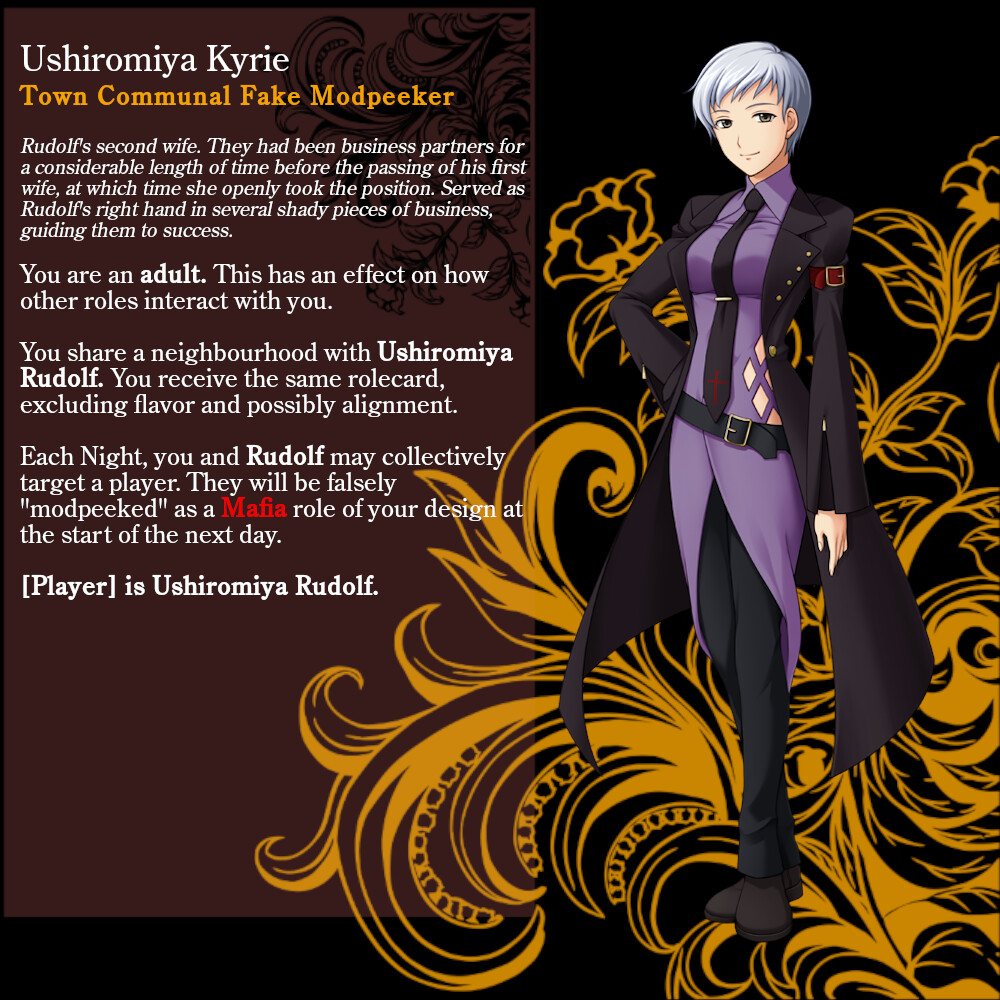 Ushiromiya Kyrie
Town Communal Fake Modpeeker
Rudolf's second wife. They had been business partners for
a considerable length of time before the passing of his first
wife, at which time she openly took the position. Served as
Rudolf's right hand in several shady pieces of business,
guiding them to success.
You are an adult. This has an effect on how
other roles interact with you.
You share a neighbourhood with Ushiromiya
Rudolf. You receive the same rolecard,
excluding flavor and possibly alignment.
Each Night, you and Rudolf may collectively
target a player. They will be falsely
"modpeeked" as a Mafia role of your design at
the start of the next day.
[Player] is Ushiromiya Rudolf.